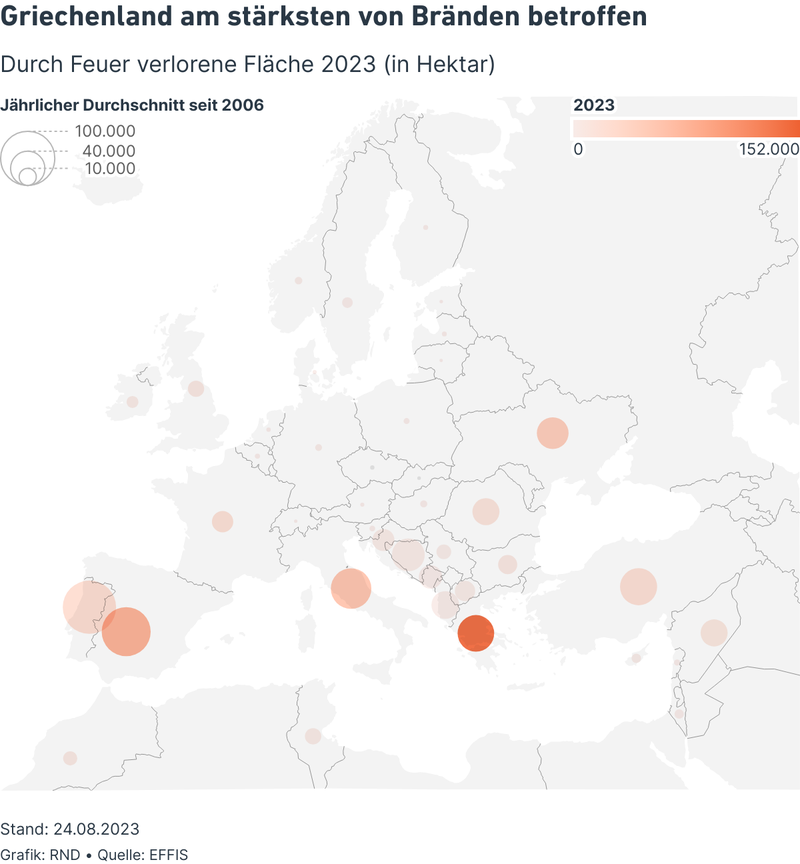 Griechenland am stärksten von Bränden betroffen
Durch Feuer verlorene Fläche 2023 (in Hektar)
Jährlicher Durchschnitt seit 2006
100.000
40.000
10.000
2023
0 152.000
Stand: 24.08.2023
Grafik: RND • Quelle: EFFIS